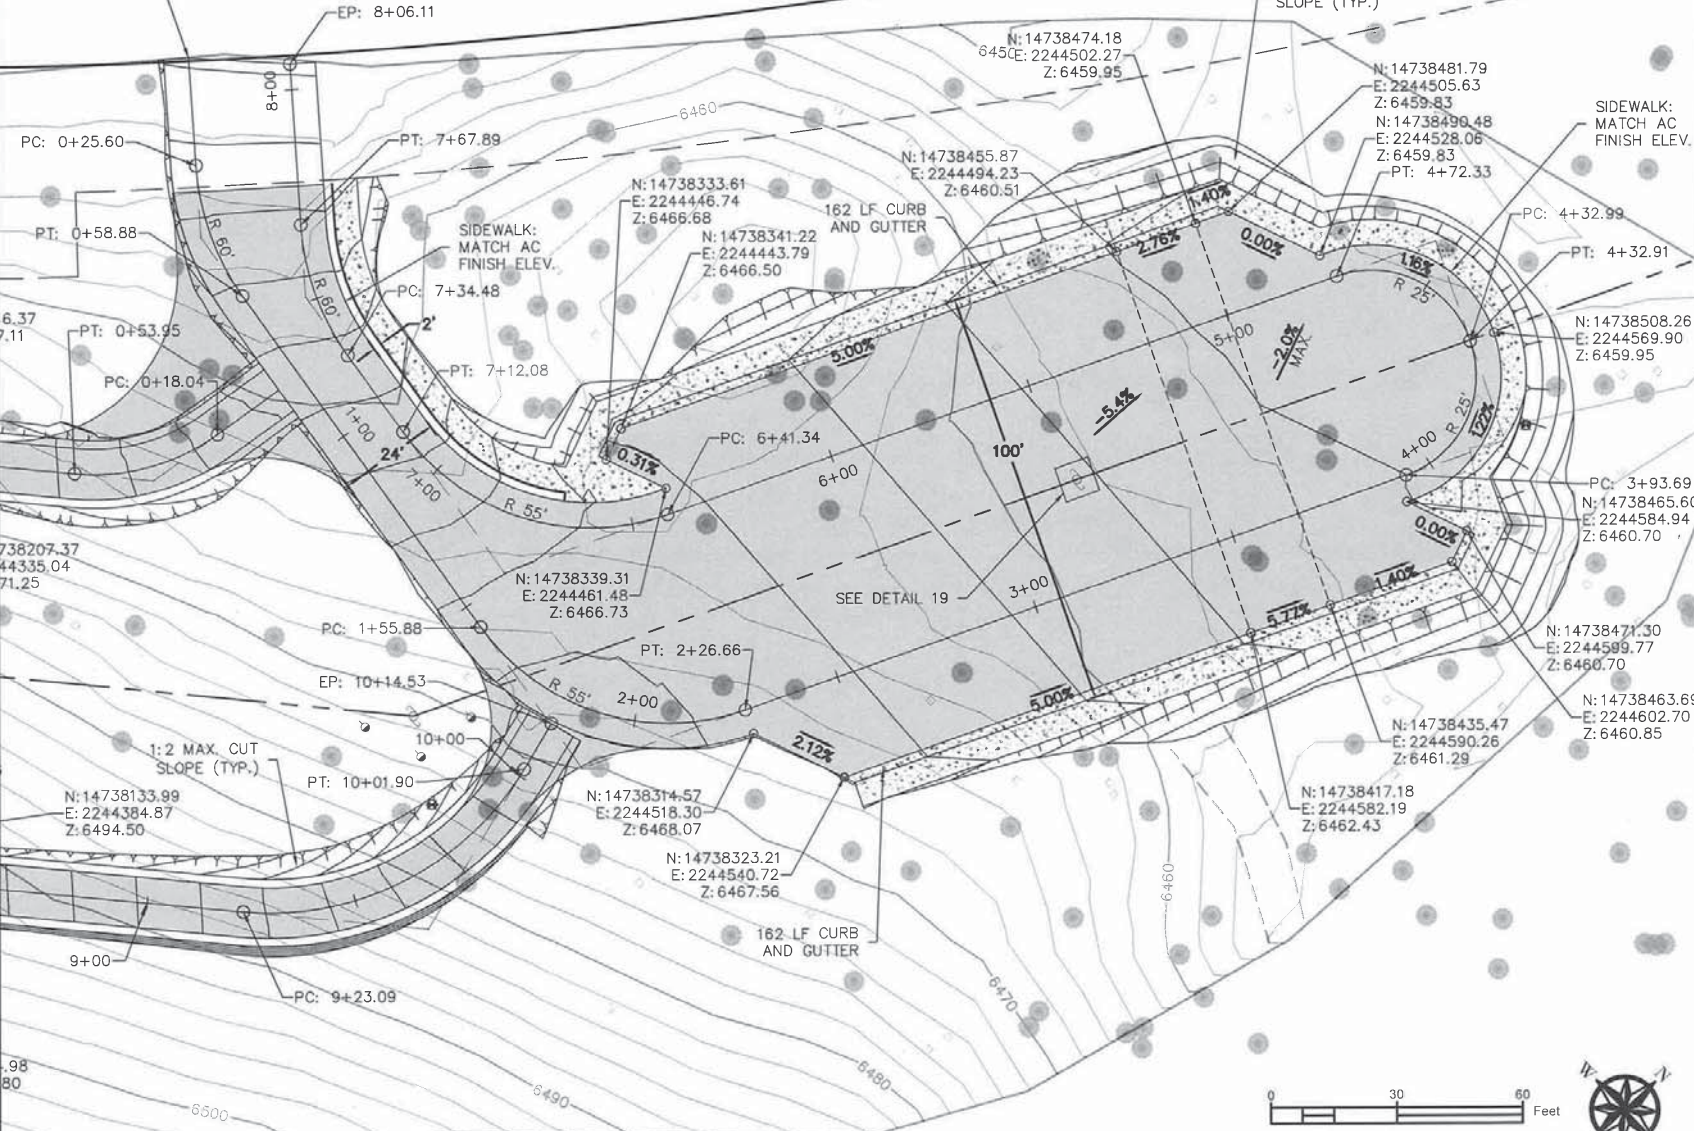 SLOPE (TYP.)
EP: 8+06.11
8+00
N: 14738474.18
E: 2244502.27
Z: 6459.95
6450
N: 14738481.79
E: 2244505.63
Z: 6459.83
N: 14738490.48
E: 2244528.06
Z: 6459.83
PT: 4+72.33
SIDEWALK:
MATCH AC
FINISH ELEV.
6460
PC: 0+25.60
PT: 7+67.89
N: 14738455.87
E: 2244494.23
Z: 6460.51
N: 14738333.61
E: 2244446.74
Z: 6466.68
162 LF CURB
AND GUTTER
1.40%
2.76%
0.00%
1.16%
R 25'
PC: 4+32.99
PT: 4+32.91
PT: 0+58.88
R 60'
SIDEWALK:
MATCH AC
FINISH ELEV.
N: 14738341.22
E: 2244443.79
Z: 6466.50
R 60'
PC: 7+34.48
2'
6.37
7.11
PT: 0+53.95
5.00%
5+00
-2.0%
MAX.
N: 14738508.26
E: 2244569.90
Z: 6459.95
PC: 0+18.04
PT: 7+12.08
-5.4%
R 25'
1.22%
1+00
24'
7+00
0.31%
PC: 6+41.34
6+00
100'
4+00
PC: 3+93.69
N: 14738465.60
E: 2244584.94
Z: 6460.70
R 55'
0.00%
738207.37
44335.04
71.25
N: 14738339.31
E: 2244461.48
Z: 6466.73
SEE DETAIL 19
3+00
1.40%
5.77%
PC: 1+55.88
PT: 2+26.66
N: 14738471.30
E: 2244599.77
Z: 6460.70
EP: 10+14.53
R 55'
2+00
5.00%
N: 14738463.69
E: 2244602.70
Z: 6460.85
10+00
2.12%
N: 14738435.47
E: 2244590.26
Z: 6461.29
1:2 MAX. CUT
SLOPE (TYP.)
PT: 10+01.90
N: 14738133.99
E: 2244384.87
Z: 6494.50
N: 14738314.57
E: 2244518.30
Z: 6468.07
N: 14738417.18
E: 2244582.19
Z: 6462.43
N: 14738323.21
E: 2244540.72
Z: 6467.56
6460
162 LF CURB
AND GUTTER
9+00
PC: 9+23.09
6470
.98
80
6480
6490
6500
W
N
0 30 60
Feet